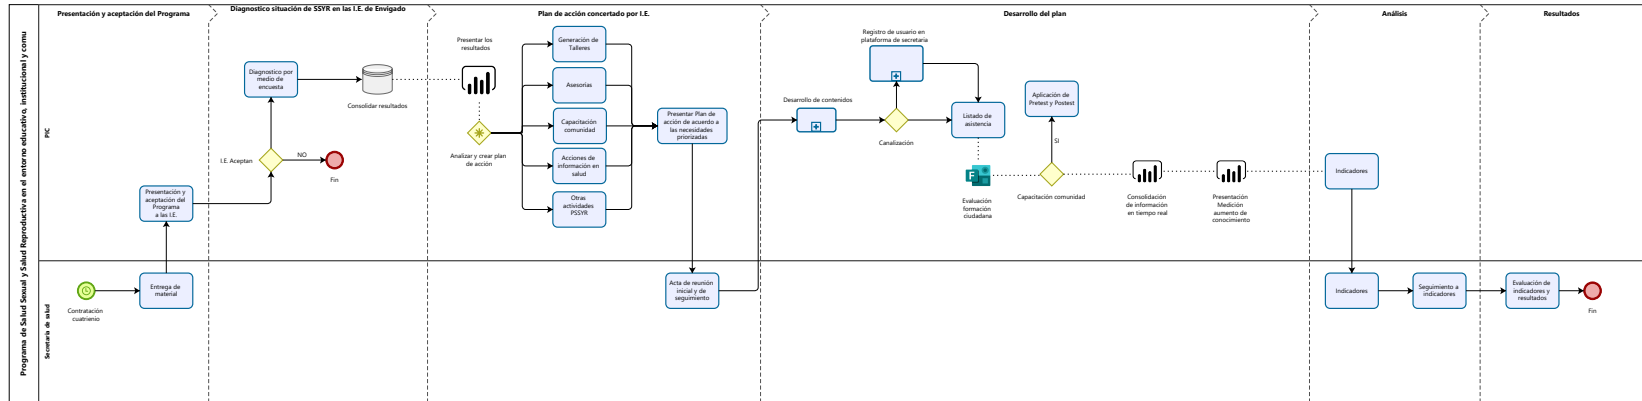 Programa de Salud Sexual y Salud Reproductiva en el entorno educativo, institucional y comu
Presentación y aceptación del Programa
Diagnostico situación de SSYR en las I.E. de Envigado
Plan de acción concertado por I.E.
Desarrollo del plan
Análisis
Resultados
PIC
Presentación y
aceptación del
Programa
a las I.E.
I.E. Aceptan
NO
Fin
Diagnostico por
medio de
encuesta
Consolidar resultados
Presentar los
resultados
Analizar y crear plan
de acción
Generación de
Talleres
Asesorías
Capacitación
comunidad
Acciones de
información en
salud
Otras
actividades
PSSYR
Presentar Plan de
acción de acuerdo a
las necesidades
priorizadas
Desarrollo de contenidos
Canalización
Registro de usuario en
plataforma de secretaria
Listado de
asistencia
F
Evaluación
formación
ciudadana
Aplicación de
Pretest y Postest
SI
Capacitación comunidad
Consolidación
de información
en tiempo real
Presentación
Medición
aumento de
conocimiento
Indicadores
Secretaría de salud
Contratación
cuatrienio
Entrega de
material
Acta de reunión
inicial y de
seguimiento
Indicadores
Seguimiento a
indicadores
Evaluación de
indicadores y
resultados
Fin